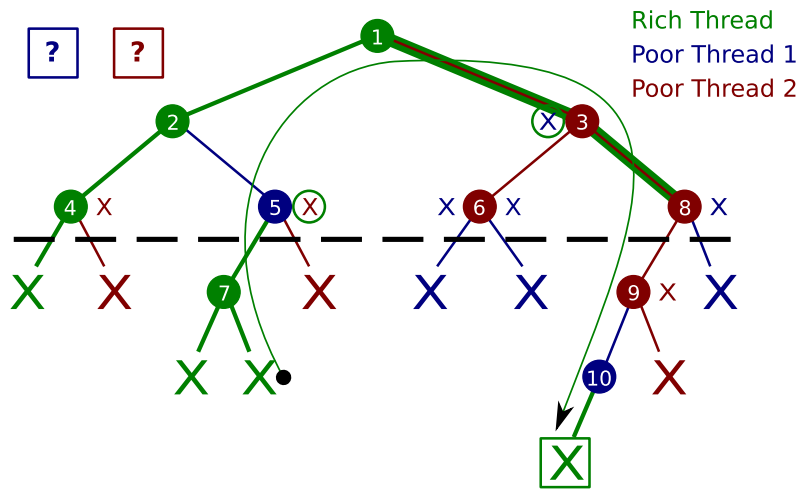 Rich Thread
Poor Thread 1
Poor Thread 2
? ?
1
2 X 3
4 X 5 X X 6 X 8 X
X X 7 X X X 9 X X
X X 10 X
X